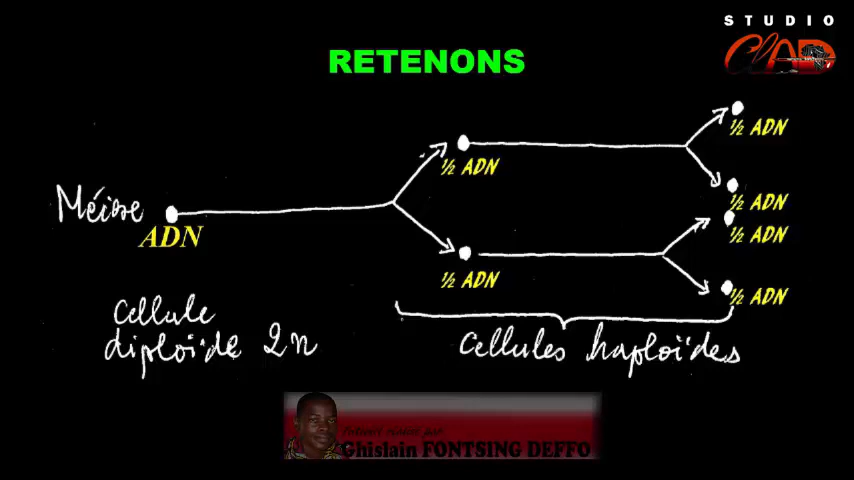 STUDIO
CLAD
RETENONS
½ ADN
½ ADN
½ ADN
Méiose
ADN
½ ADN
½ ADN
½ ADN
Cellule
diploïde 2n
Cellules haploïdes
Ghislain FONTSING DEFFO